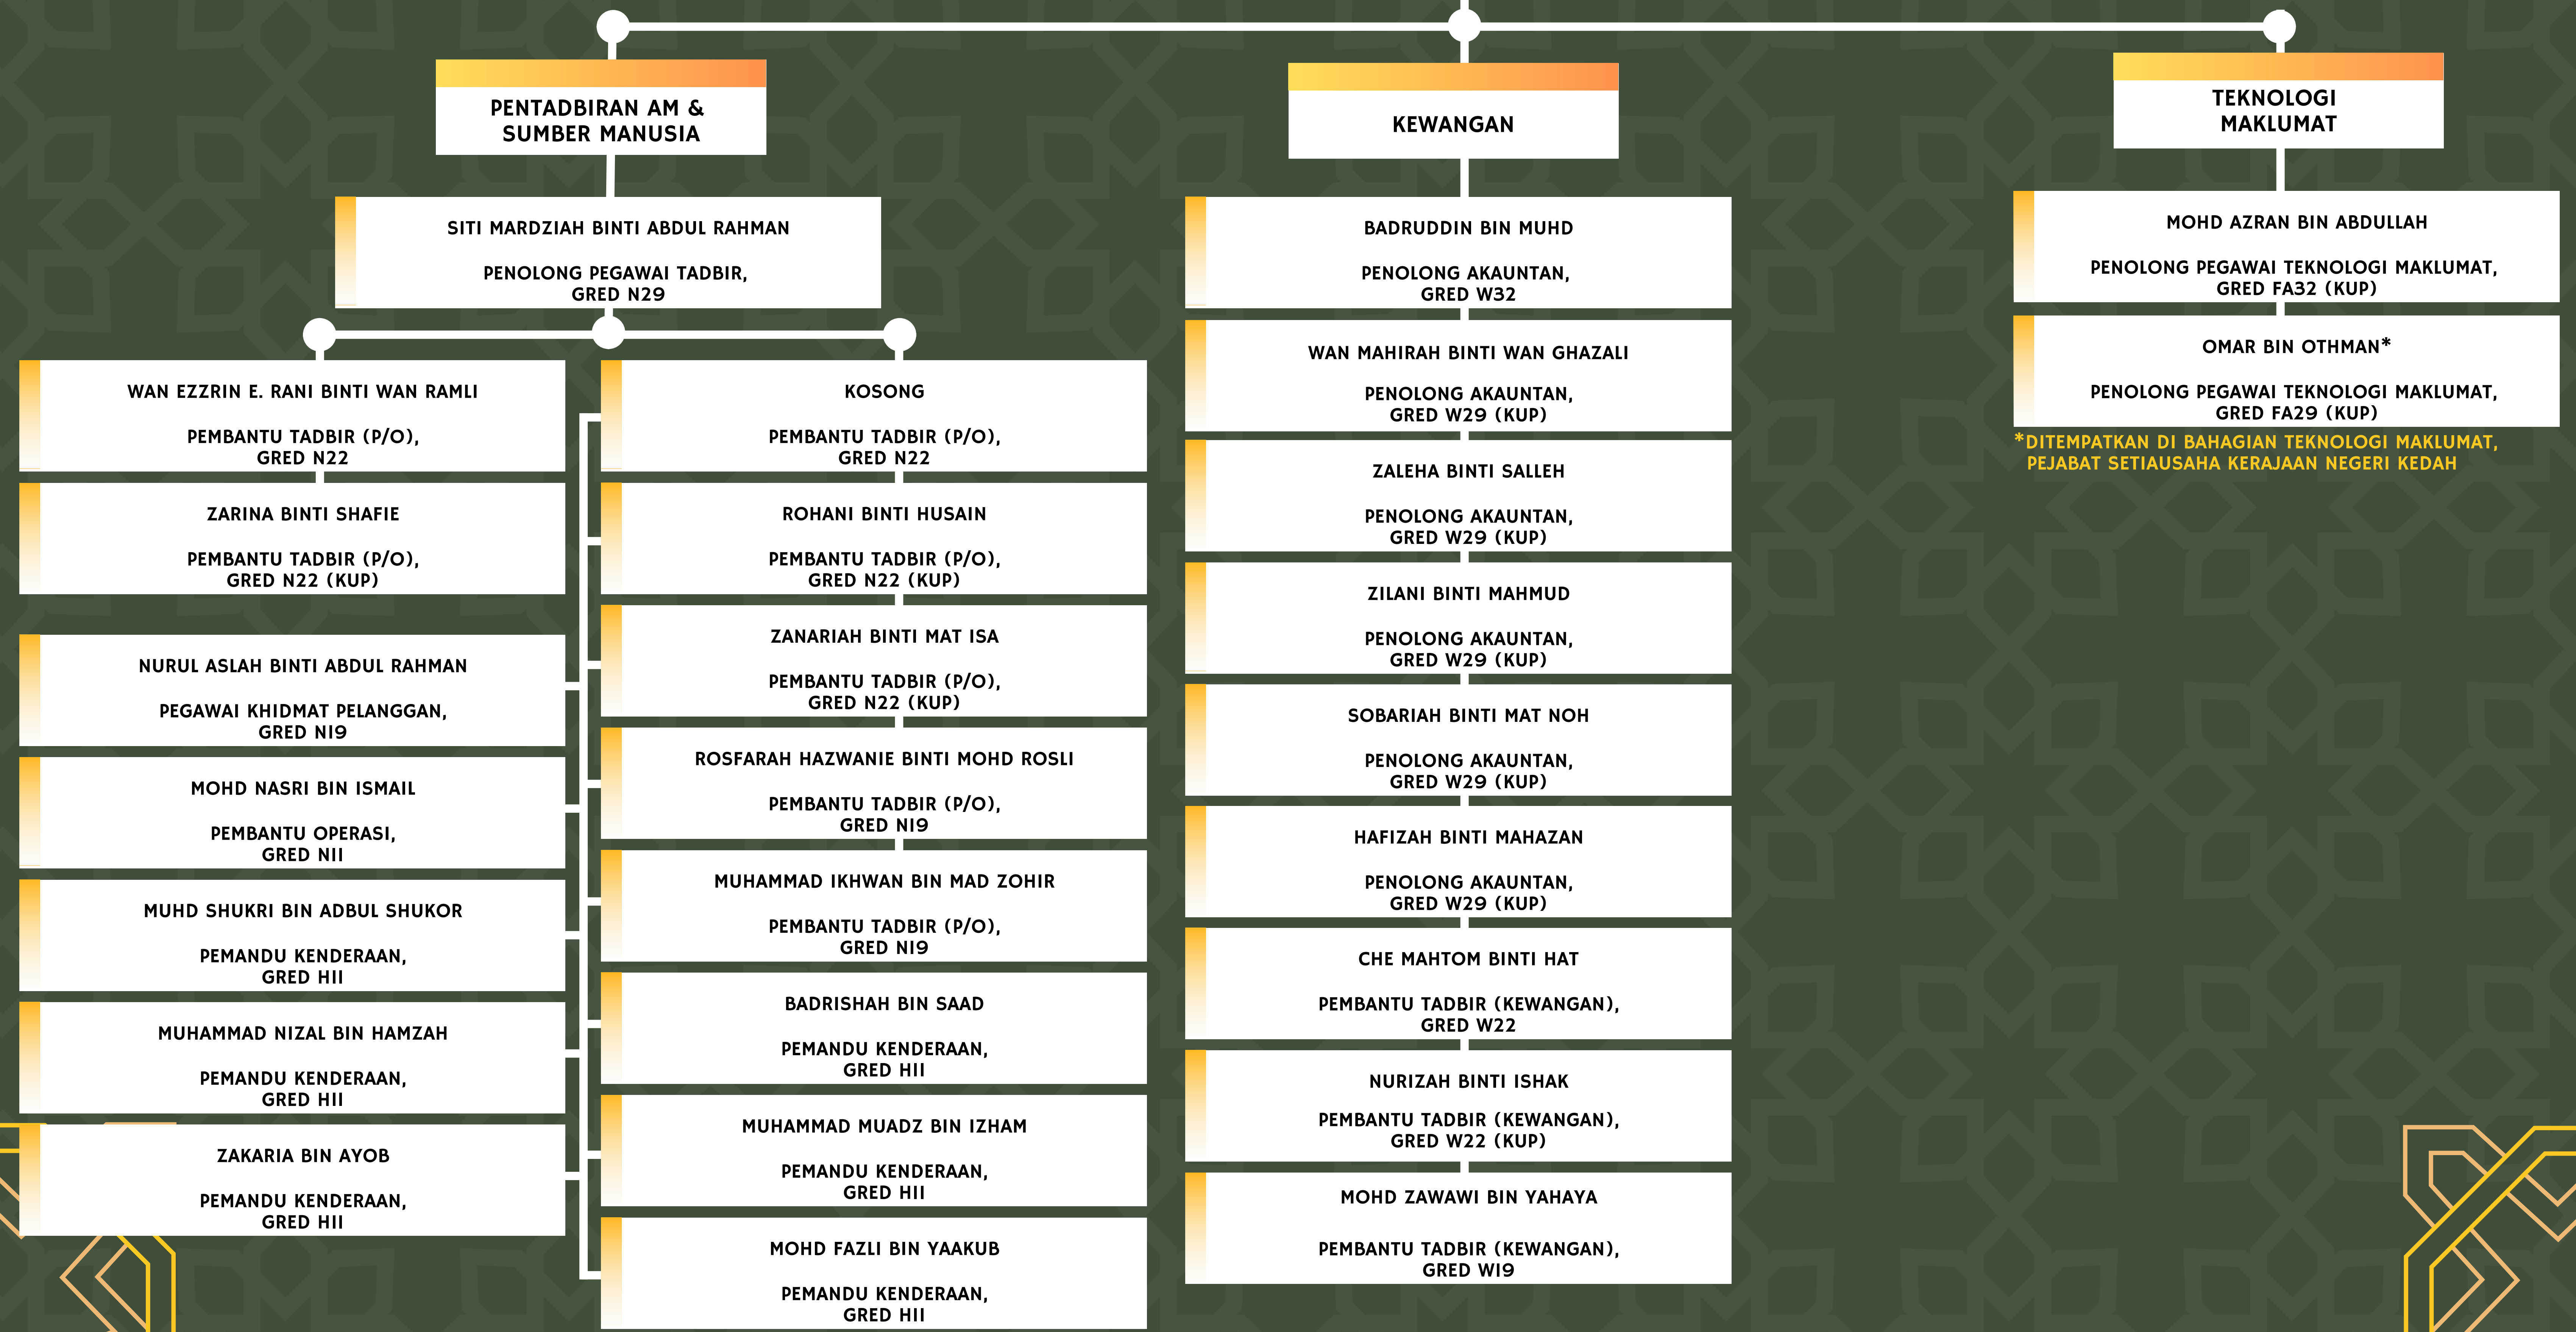 PENTADBIRAN AM &
SUMBER MANUSIA
SITI MARDZIAH BINTI ABDUL RAHMAN
PENOLONG PEGAWAI TADBIR,
GRED N29
WAN EZZRIN E. RANI BINTI WAN RAMLI
PEMBANTU TADBIR (P/O),
GRED N22
ZARINA BINTI SHAFIE
PEMBANTU TADBIR (P/O),
GRED N22 (KUP)
NURUL ASLAH BINTI ABDUL RAHMAN
PEGAWAI KHIDMAT PELANGGAN,
GRED N19
MOHD NASRI BIN ISMAIL
PEMBANTU OPERASI,
GRED N11
MUHD SHUKRI BIN ADBUL SHUKOR
PEMANDU KENDERAAN,
GRED H11
MUHAMMAD NIZAL BIN HAMZAH
PEMANDU KENDERAAN,
GRED H11
ZAKARIA BIN AYOB
PEMANDU KENDERAAN,
GRED H11
KOSONG
PEMBANTU TADBIR (P/O),
GRED N22
ROHANI BINTI HUSAIN
PEMBANTU TADBIR (P/O),
GRED N22 (KUP)
ZANARIAH BINTI MAT ISA
PEMBANTU TADBIR (P/O),
GRED N22 (KUP)
ROSFARAH HAZWANIE BINTI MOHD ROSLI
PEMBANTU TADBIR (P/O),
GRED N19
MUHAMMAD IKHWAN BIN MAD ZOHIR
PEMBANTU TADBIR (P/O),
GRED N19
BADRISHAH BIN SAAD
PEMANDU KENDERAAN,
GRED H11
MUHAMMAD MUADZ BIN IZHAM
PEMANDU KENDERAAN,
GRED H11
MOHD FAZLI BIN YAAKUB
PEMANDU KENDERAAN,
GRED H11
KEWANGAN
BADRUDDIN BIN MUHD
PENOLONG AKAUNTAN,
GRED W32
WAN MAHIRAH BINTI WAN GHAZALI
PENOLONG AKAUNTAN,
GRED W29 (KUP)
ZALEHA BINTI SALLEH
PENOLONG AKAUNTAN,
GRED W29 (KUP)
ZILANI BINTI MAHMUD
PENOLONG AKAUNTAN,
GRED W29 (KUP)
SOBARIAH BINTI MAT NOH
PENOLONG AKAUNTAN,
GRED W29 (KUP)
HAFIZAH BINTI MAHAZAN
PENOLONG AKAUNTAN,
GRED W29 (KUP)
CHE MAHTOM BINTI HAT
PEMBANTU TADBIR (KEWANGAN),
GRED W22
NURIZAH BINTI ISHAK
PEMBANTU TADBIR (KEWANGAN),
GRED W22 (KUP)
MOHD ZAWAWI BIN YAHAYA
PEMBANTU TADBIR (KEWANGAN),
GRED W19
TEKNOLOGI
MAKLUMAT
MOHD AZRAN BIN ABDULLAH
PENOLONG PEGAWAI TEKNOLOGI MAKLUMAT,
GRED FA32 (KUP)
OMAR BIN OTHMAN*
PENOLONG PEGAWAI TEKNOLOGI MAKLUMAT,
GRED FA29 (KUP)
*DITEMPATKAN DI BAHAGIAN TEKNOLOGI MAKLUMAT,
PEJABAT SETIAUSAHA KERAJAAN NEGERI KEDAH